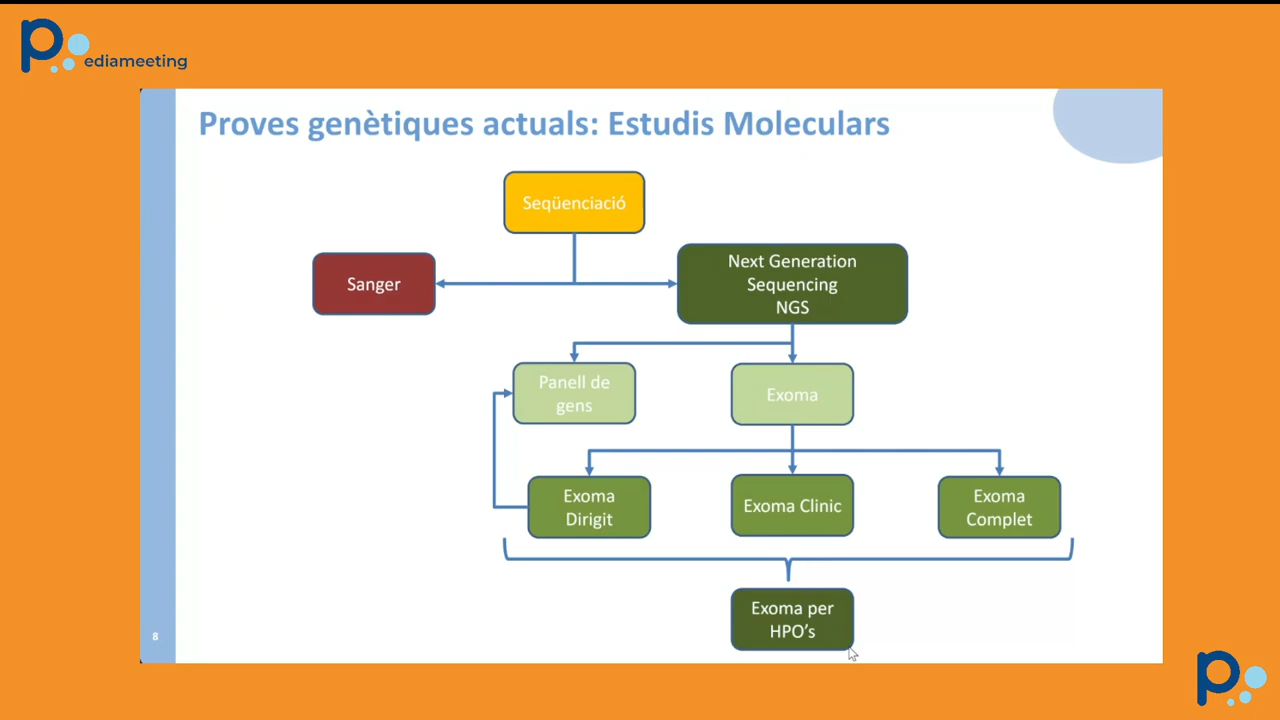 pediameeting
Proves genètiques actuals: Estudis Moleculars
Seqüenciació
Sanger
Next Generation
Sequencing
NGS
Panell de
gens
Exoma
Exoma
Dirigit
Exoma Clinic
Exoma
Complet
Exoma per
HPO's
8
p